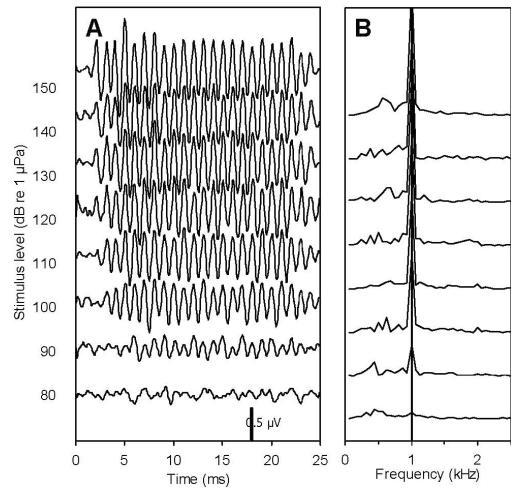 A
B
150
140
130
120
110
100
90
80
Stimulus level (dB re 1 µPa)
0.5 µV
0 5 10 15 20 25
Time (ms)
0 1 2
Frequency (kHz)